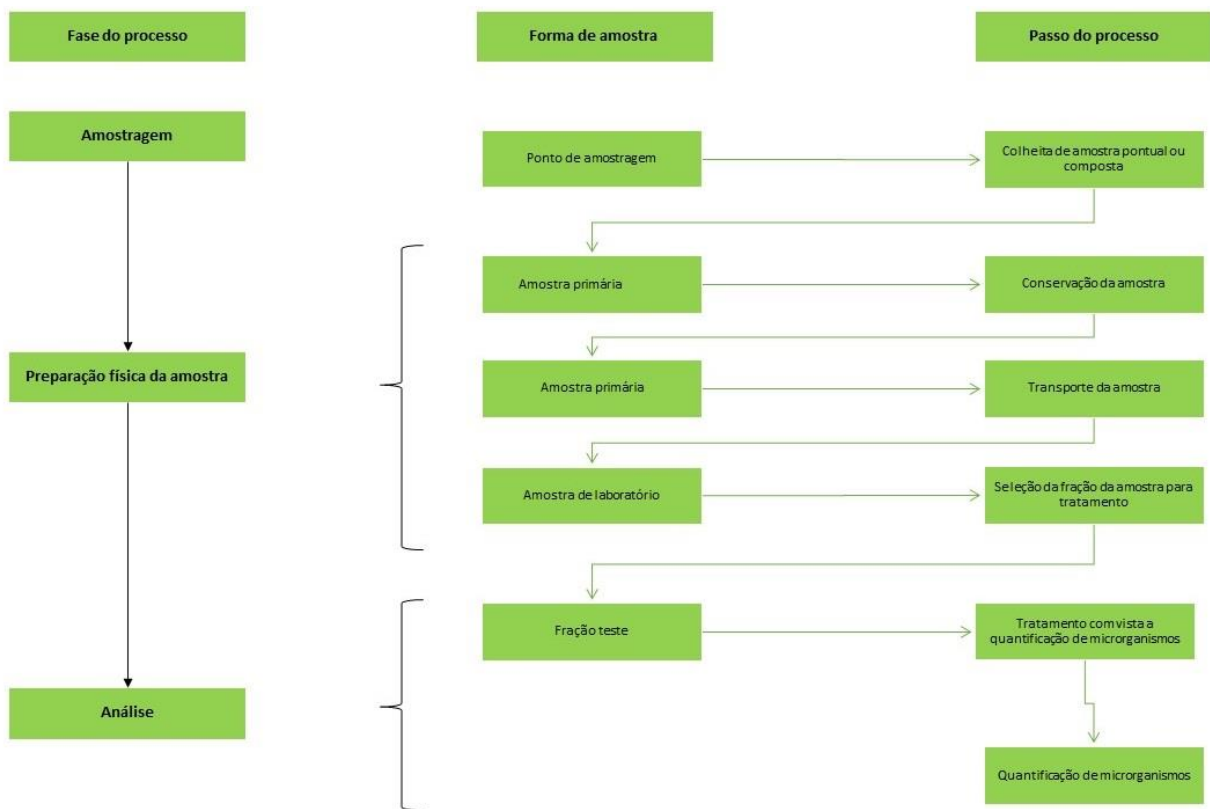 Fase do processo
Forma de amostra
Passo do processo
Amostragem
Ponto de amostragem
Colheita de amostra pontual ou
composta
Amostra primária
Conservação da amostra
Preparação física da amostra
Amostra primária
Transporte da amostra
Amostra de laboratório
Seleção da fração da amostra para
tratamento
Fração teste
Tratamento com vista a
quantificação de microrganismos
Análise
Quantificação de microrganismos